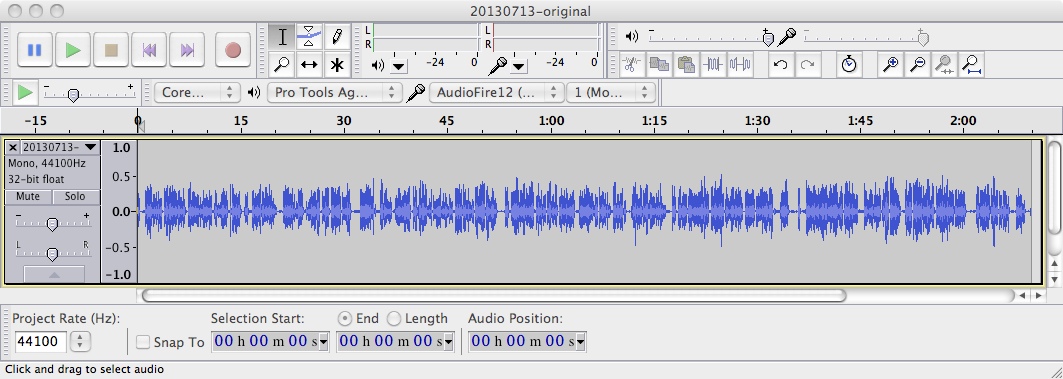 20130713-original
L
R
-24 0
L
R
-24 0
Core... Pro Tools Ag... AudioFire12 (... 1 (Mo...
-15 0 15 30 45 1:00 1:15 1:30 1:45 2:00
20130713-
Mono, 44100Hz
32-bit float
Mute Solo
- +
L R
1.0
0.5
0.0
-0.5
-1.0
Project Rate (Hz):
44100
Snap To
Selection Start:
End Length
Audio Position:
00 h 00 m 00 s
00 h 00 m 00 s
00 h 00 m 00 s
Click and drag to select audio